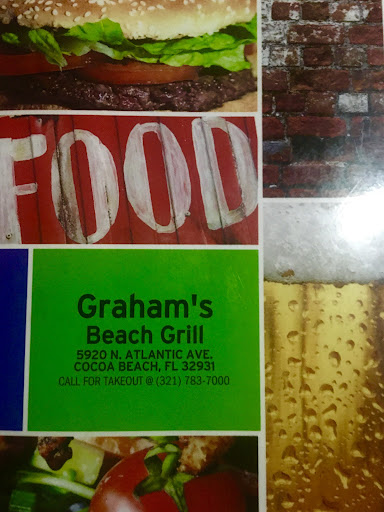 FOOD
Graham's
Beach Grill
5920 N. ATLANTIC AVE.
COCOA BEACH, FL 32931
CALL FOR TAKEOUT @ (321) 783-7000